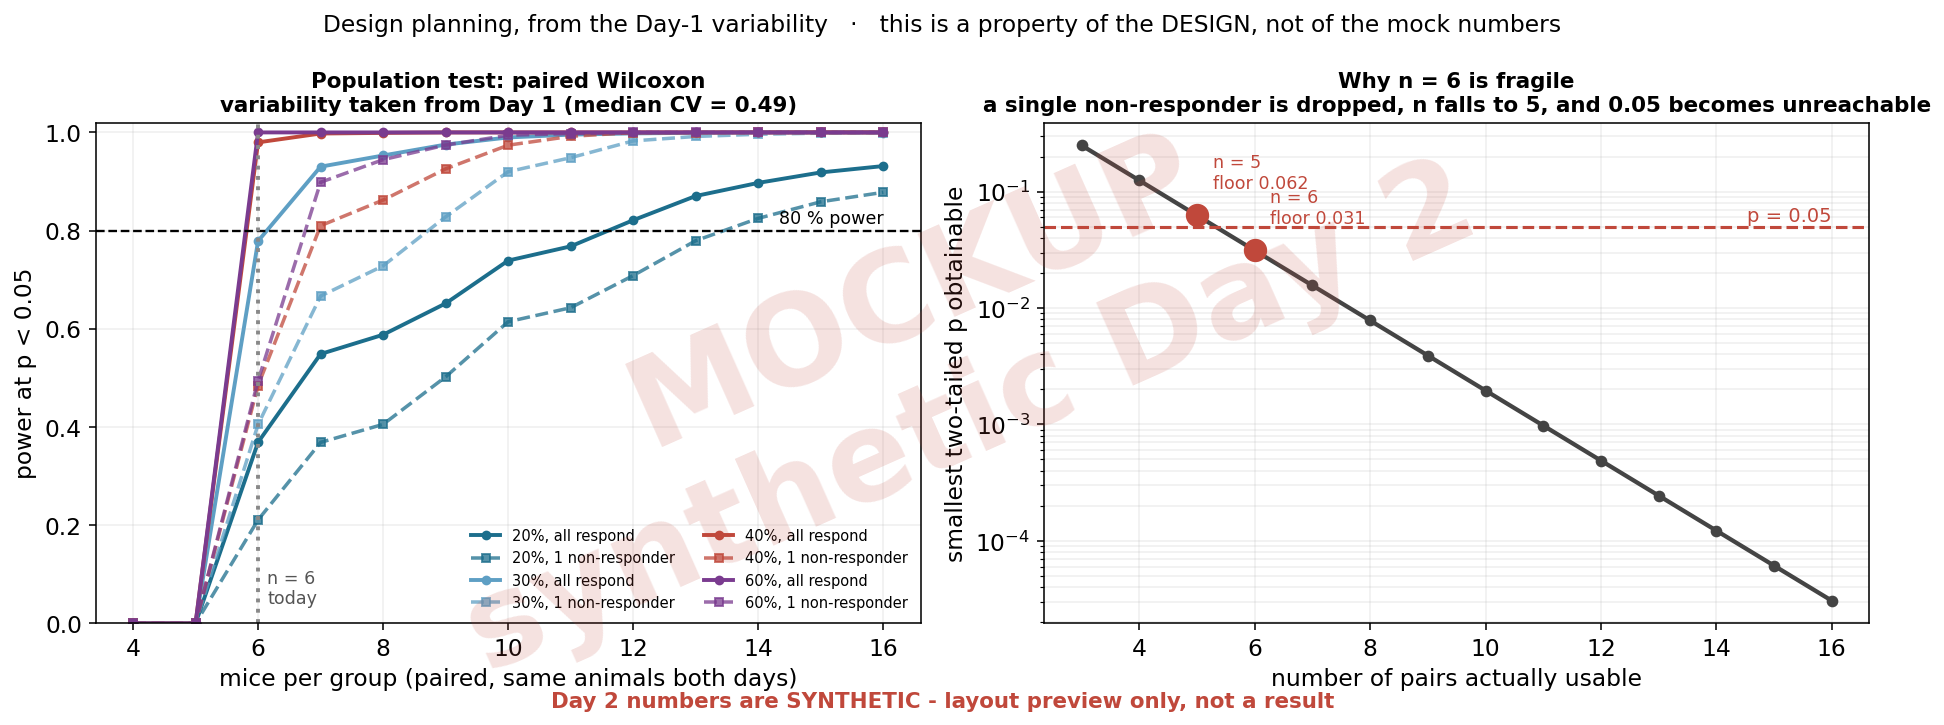 Design planning, from the Day-1 variability · this is a property of the DESIGN, not of the mock numbers
Population test: paired Wilcoxon
variability taken from Day 1 (median CV = 0.49)
power at p < 0.05
1.0
0.8
0.6
0.4
0.2
0.0
80 % power
n = 6
today
20%, all respond
20%, 1 non-responder
30%, all respond
30%, 1 non-responder
40%, all respond
40%, 1 non-responder
60%, all respond
60%, 1 non-responder
4 6 8 10 12 14 16
mice per group (paired, same animals both days)
Why n = 6 is fragile
a single non-responder is dropped, n falls to 5, and 0.05 becomes unreachable
smallest two-tailed p obtainable
10⁻¹
10⁻²
10⁻³
10⁻⁴
n = 5
floor 0.062
n = 6
floor 0.031
p = 0.05
4 6 8 10 12 14 16
number of pairs actually usable
MOCKUP
synthetic Day 2
Day 2 numbers are SYNTHETIC - layout preview only, not a result